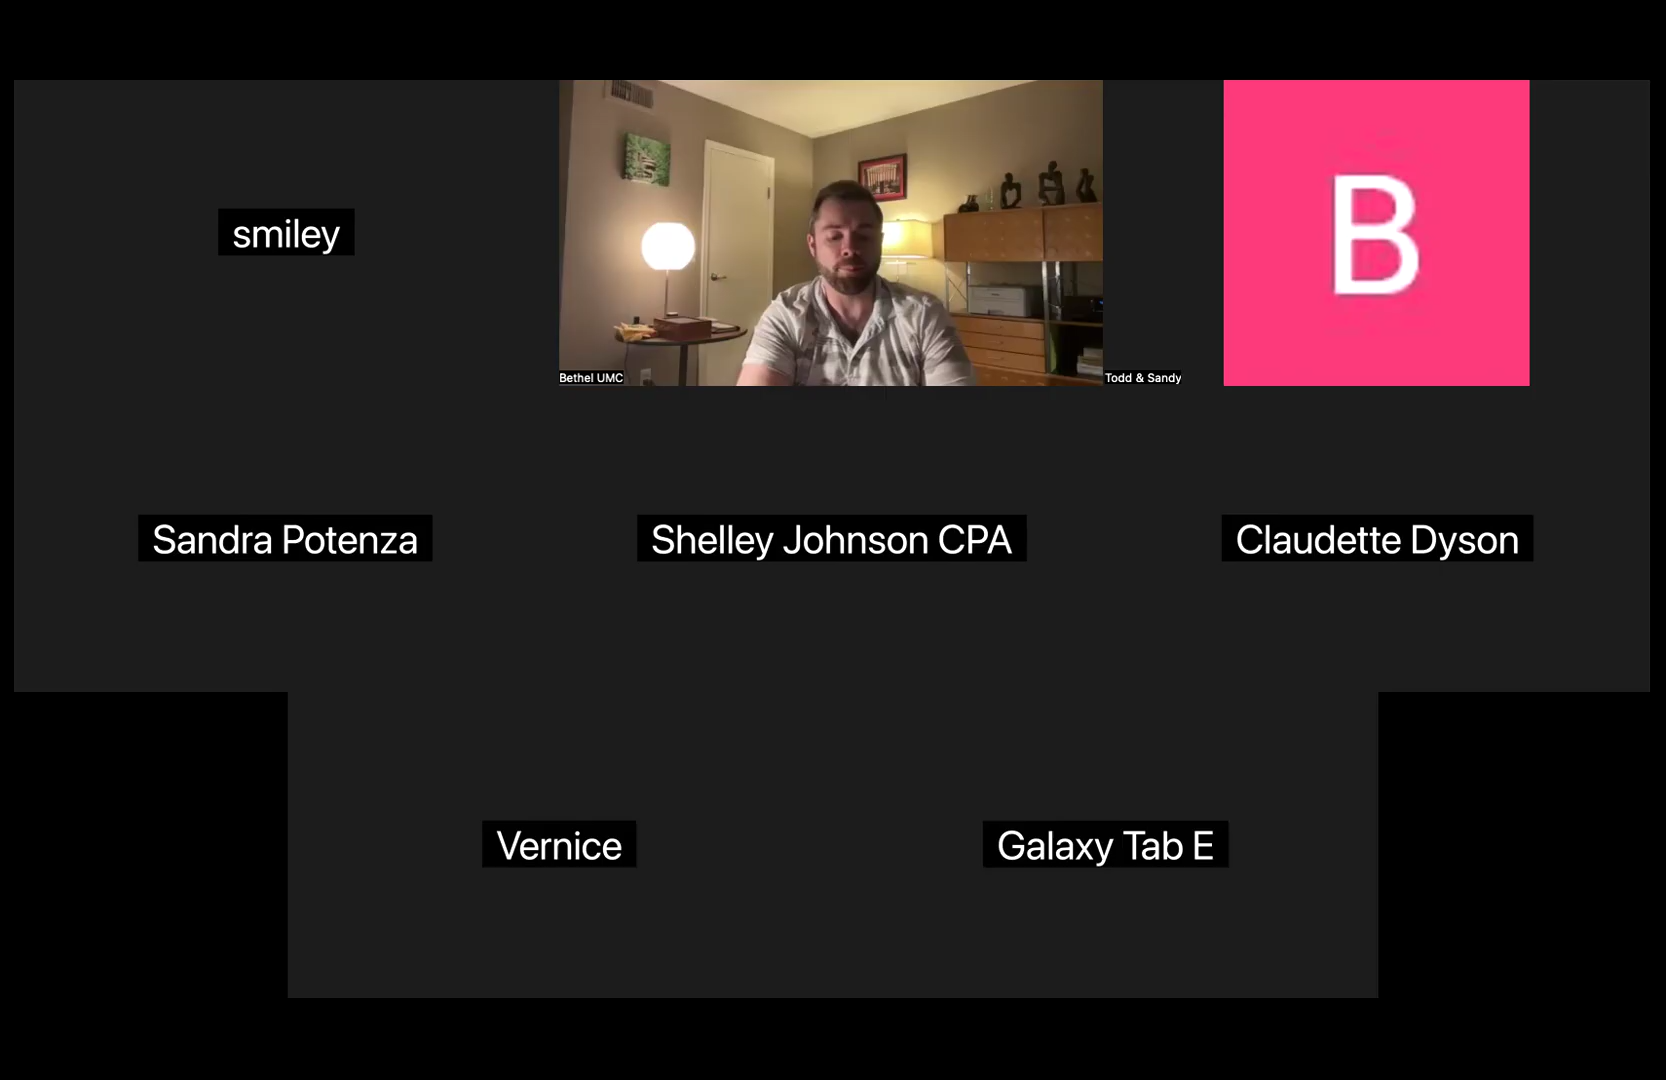 smiley
Bethel UMC
Todd & Sandy
B
Sandra Potenza
Shelley Johnson CPA
Claudette Dyson
Vernice
Galaxy Tab E